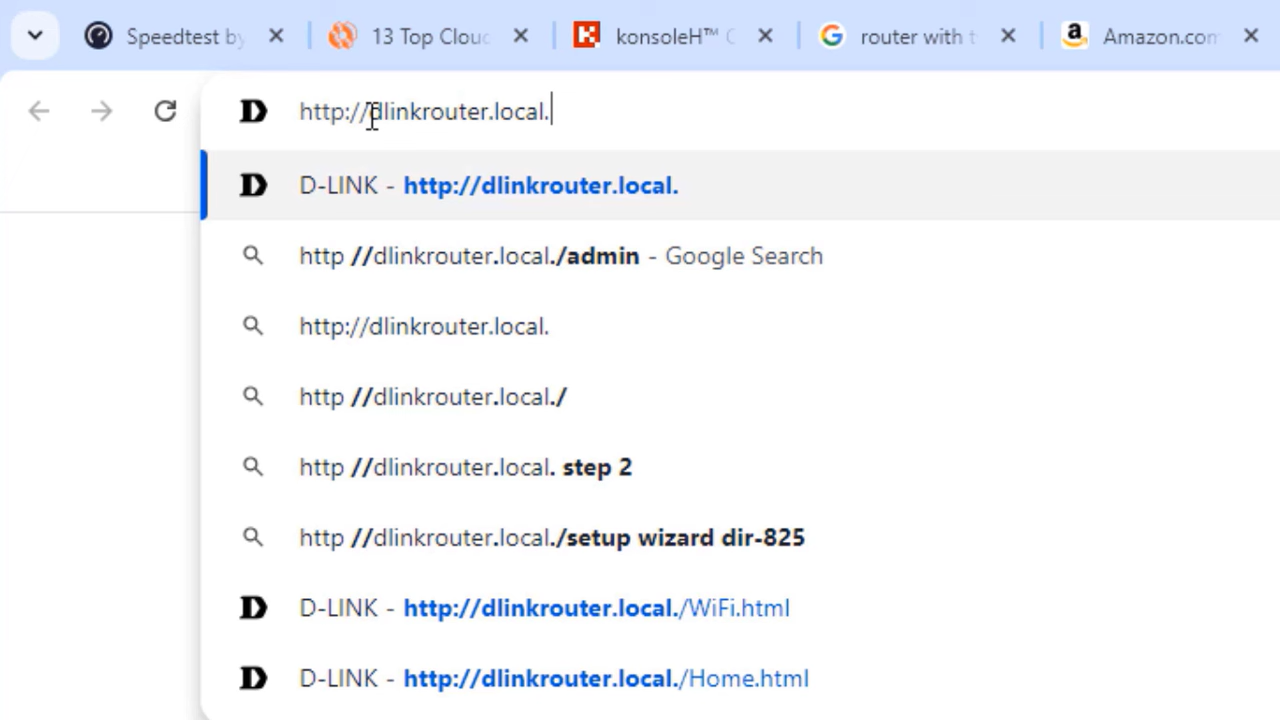 Speedtest by
13 Top Clou
konsoleH™
router with t
Amazon.com
http://dlinkrouter.local.
D-LINK - http://dlinkrouter.local.
http //dlinkrouter.local./admin - Google Search
http://dlinkrouter.local.
http //dlinkrouter.local./
http //dlinkrouter.local. step 2
http //dlinkrouter.local./setup wizard dir-825
D-LINK - http://dlinkrouter.local./WiFi.html
D-LINK - http://dlinkrouter.local./Home.html